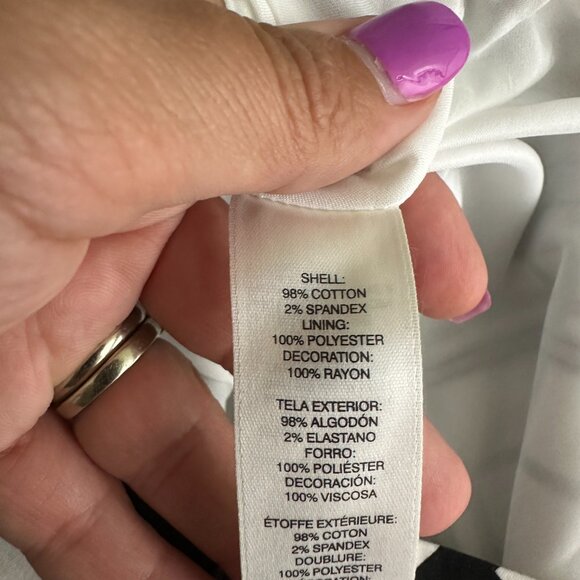 SHELL:
98% COTTON
2% SPANDEX
LINING:
100% POLYESTER
DECORATION:
100% RAYON
TELA EXTERIOR:
98% ALGODÓN
2% ELASTANO
FORRO:
100% POLIÉSTER
DECORACIÓN:
100% VISCOSA
ÉTOFFE EXTÉRIEURE:
98% COTON
2% SPANDEX
DOUBLURE:
100% POLYESTER